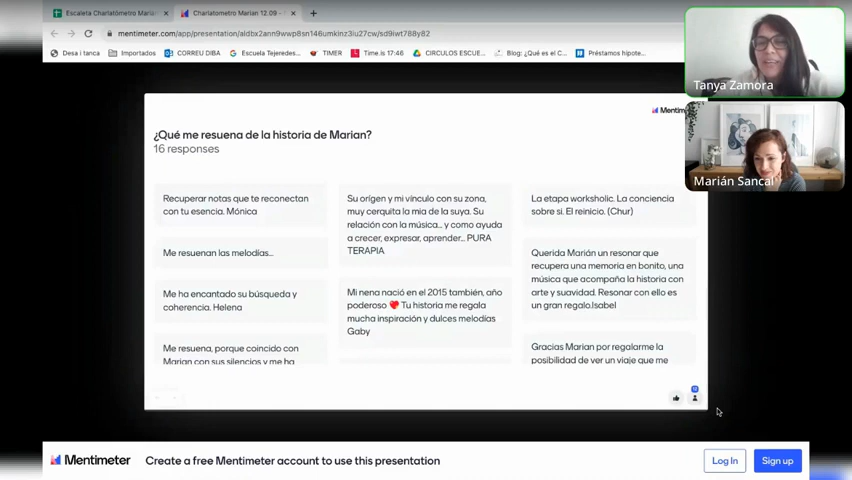 Escaleta Charlatómetro Marian
Charlatometro Marian 12.09 -
mentimeter.com/app/presentation/aldbx2ann9wwp8sn146umkinz3iu27cw/sd9iwt788y82
Desa i tanca
Importados
CORREU DIBA
Escuela Tejeredes...
TIMER
Time.is 17:46
CIRCULOS ESCUE...
Blog: ¿Qué es el C...
Préstamos hipote...
Tanya Zamora
Marián Sancal
Mentime
¿Qué me resuena de la historia de Marian?
16 responses
Recuperar notas que te reconectan
con tu esencia. Mónica
Me resuenan las melodías...
Me ha encantado su búsqueda y
coherencia. Helena
Me resuena, porque coincido con
Marian con sus silencios y me ha
Su orígen y mi vínculo con su zona,
muy cerquita la mia de la suya. Su
relación con la música... y como ayuda
a crecer, expresar, aprender... PURA
TERAPIA
Mi nena nació en el 2015 también, año
poderoso ❤️ Tu historia me regala
mucha inspiración y dulces melodías
Gaby
La etapa worksholic. La conciencia
sobre si. El reinicio. (Chur)
Querida Marián un resonar que
recupera una memoria en bonito, una
música que acompaña la historia con
arte y suavidad. Resonar con ello es
un gran regalo.Isabel
Gracias Marian por regalarme la
posibilidad de ver un viaje que me
Mentimeter
Create a free Mentimeter account to use this presentation
Log In
Sign up